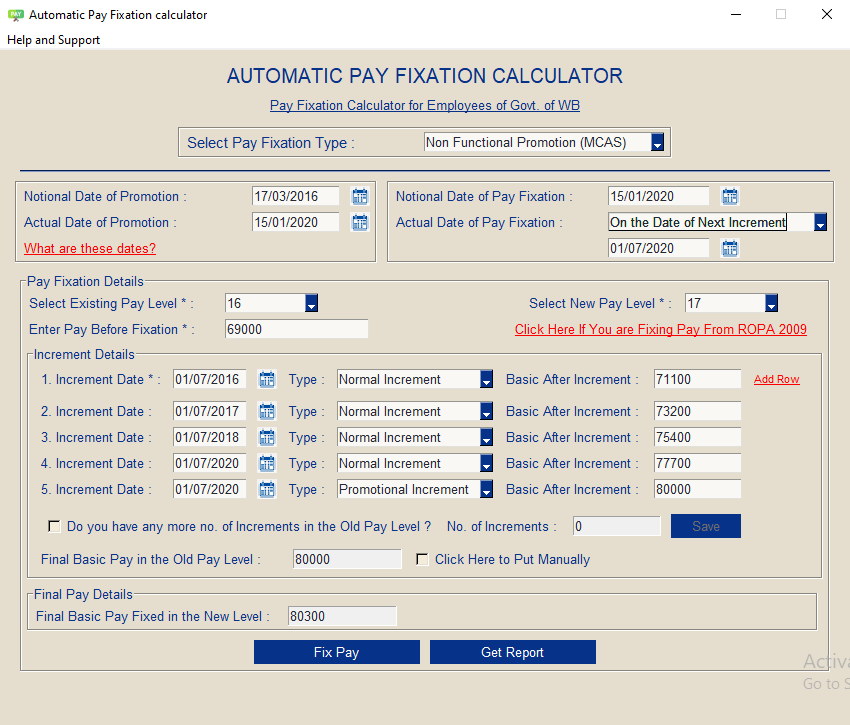 PAY
Automatic Pay Fixation calculator
Help and Support
AUTOMATIC PAY FIXATION CALCULATOR
Pay Fixation Calculator for Employees of Govt. of WB
Select Pay Fixation Type : Non Functional Promotion (MCAS)
Notional Date of Promotion : 17/03/2016
Actual Date of Promotion : 15/01/2020
What are these dates?
Notional Date of Pay Fixation : 15/01/2020
Actual Date of Pay Fixation : On the Date of Next Increment
01/07/2020
Pay Fixation Details
Select Existing Pay Level * : 16 Select New Pay Level * : 17
Enter Pay Before Fixation * : 69000 Click Here If You are Fixing Pay From ROPA 2009
Increment Details
1. Increment Date * : 01/07/2016 Type : Normal Increment Basic After Increment : 71100 Add Row
2. Increment Date : 01/07/2017 Type : Normal Increment Basic After Increment : 73200
3. Increment Date : 01/07/2018 Type : Normal Increment Basic After Increment : 75400
4. Increment Date : 01/07/2020 Type : Normal Increment Basic After Increment : 77700
5. Increment Date : 01/07/2020 Type : Promotional Increment Basic After Increment : 80000
Do you have any more no. of Increments in the Old Pay Level ? No. of Increments : 0 Save
Final Basic Pay in the Old Pay Level : 80000 Click Here to Put Manually
Final Pay Details
Final Basic Pay Fixed in the New Level : 80300
Fix Pay Get Report
Activa
Go to S